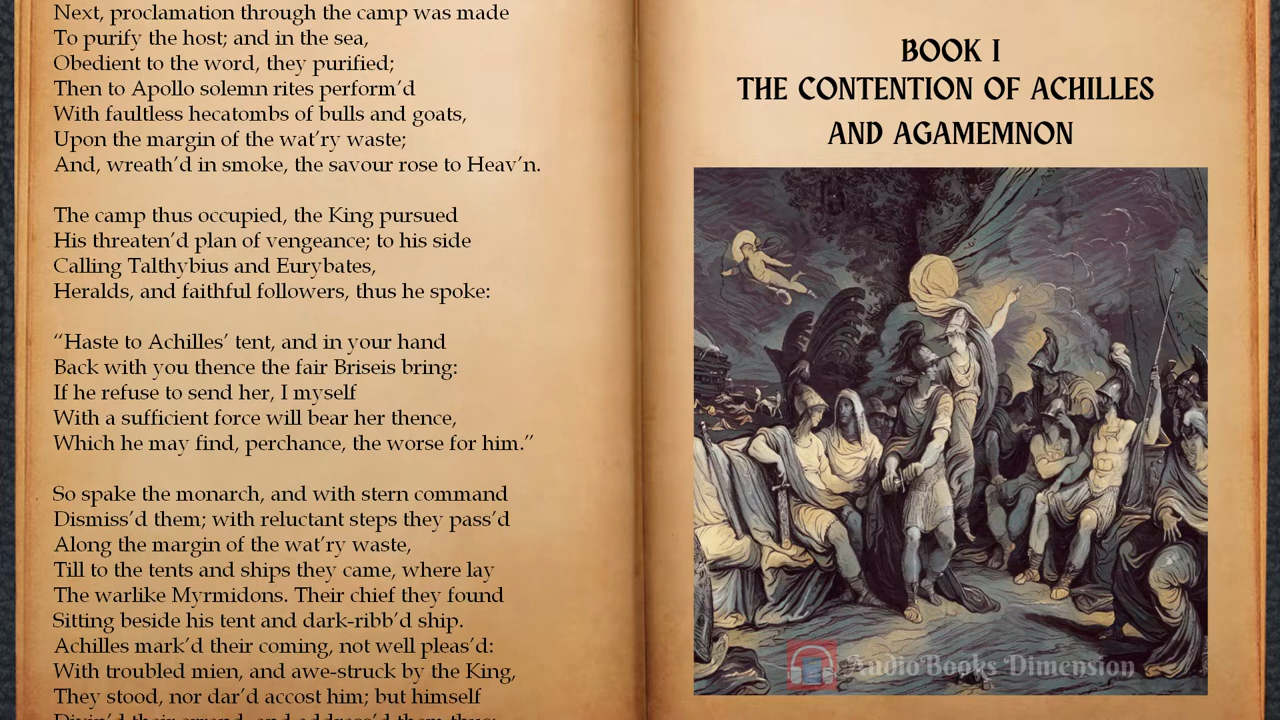 Next, proclamation through the camp was made
To purify the host; and in the sea,
Obedient to the word, they purified;
Then to Apollo solemn rites perform’d
With faultless hecatombs of bulls and goats,
Upon the margin of the wat’ry waste;
And, wreath’d in smoke, the savour rose to Heav’n.
The camp thus occupied, the King pursued
His threaten’d plan of vengeance; to his side
Calling Talthybius and Eurybates,
Heralds, and faithful followers, thus he spoke:
“Haste to Achilles’ tent, and in your hand
Back with you thence the fair Briseis bring:
If he refuse to send her, I myself
With a sufficient force will bear her thence,
Which he may find, perchance, the worse for him.”
So spake the monarch, and with stern command
Dismiss’d them; with reluctant steps they pass’d
Along the margin of the wat’ry waste,
Till to the tents and ships they came, where lay
The warlike Myrmidons. Their chief they found
Sitting beside his tent and dark-ribb’d ship.
Achilles mark’d their coming, not well pleas’d:
With troubled mien, and awe-struck by the King,
They stood, nor dar’d accost him; but himself
Divin’d their errand, and address’d them thus:
BOOK I
THE CONTENTION OF ACHILLES
AND AGAMEMNON
AudioBooks Dimension